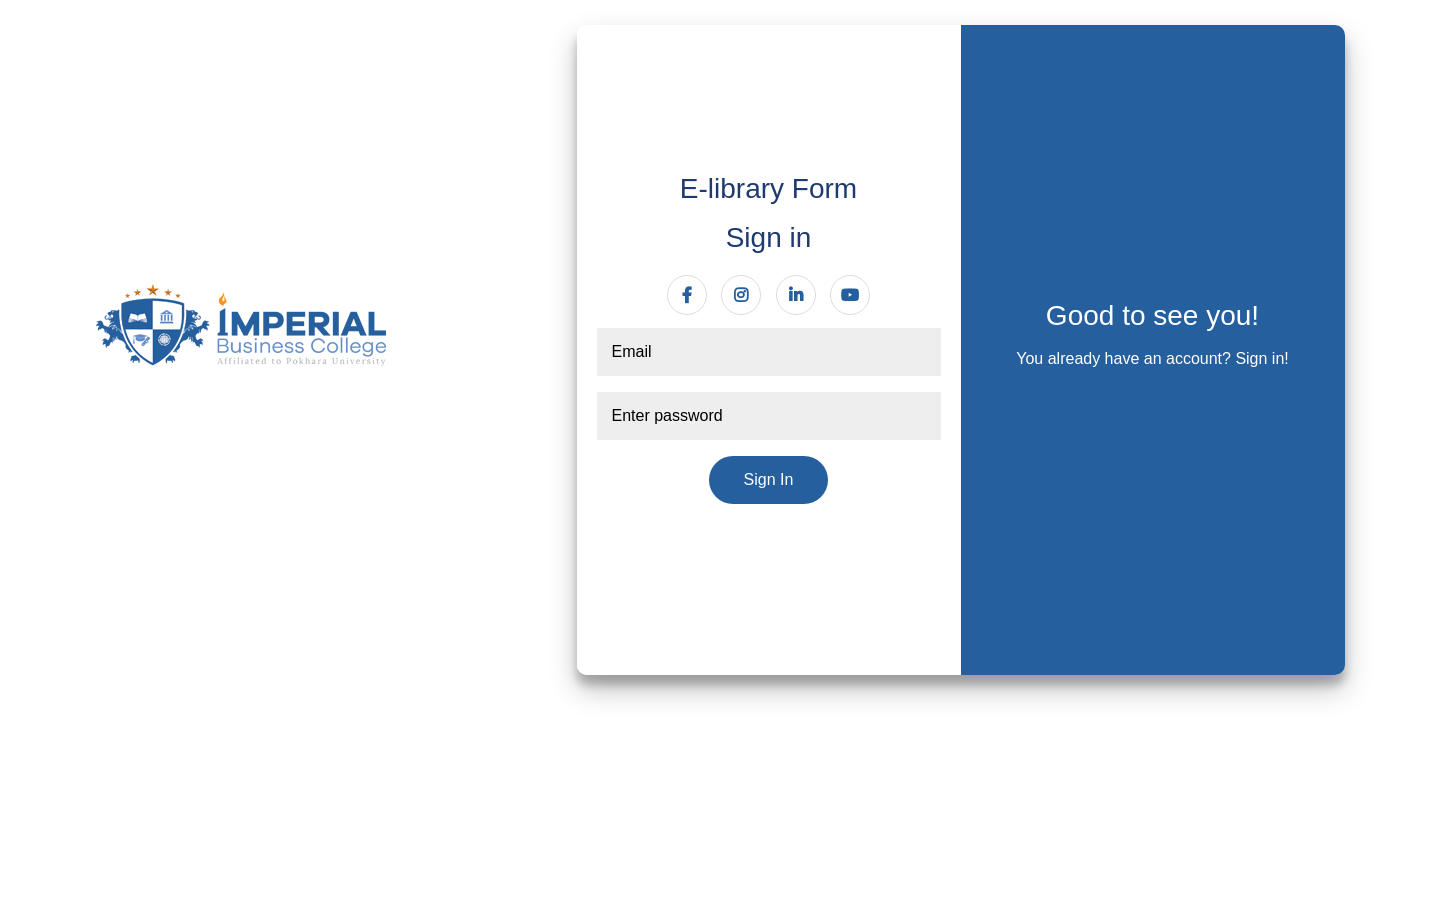 IMPERIAL
Business College
Affiliated to Pokhara University
E-library Form
Sign in
Email
Enter password
Sign In
Good to see you!
You already have an account? Sign in!